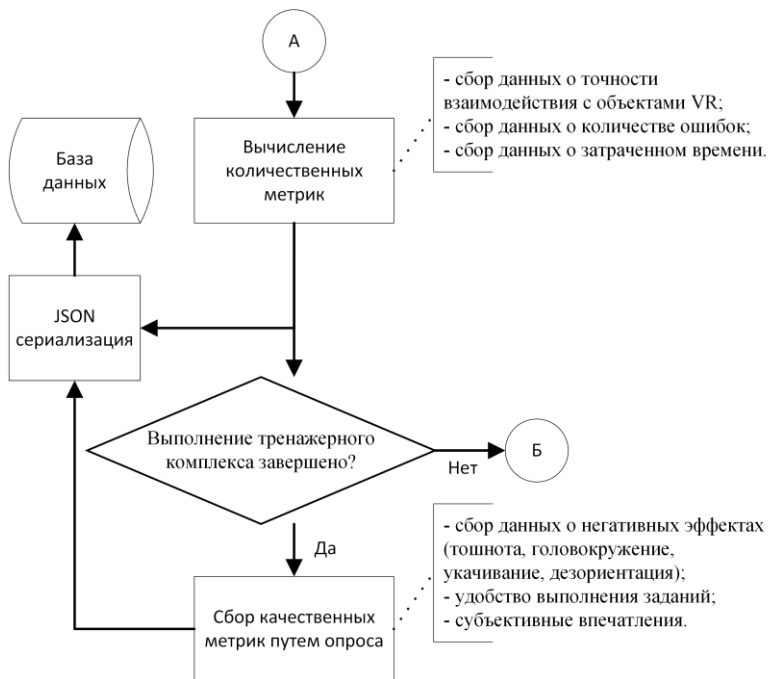 А
- сбор данных о точности
взаимодействия с объектами VR;
- сбор данных о количестве ошибок;
- сбор данных о затраченном времени.
Вычисление
количественных
метрик
База
данных
JSON
сериализация
Выполнение тренажерного
комплекса завершено?
Нет
Б
Да
- сбор данных о негативных эффектах
(тошнота, головокружение,
укачивание, дезориентация);
- удобство выполнения заданий;
- субъективные впечатления.
Сбор качественных
метрик путем опроса